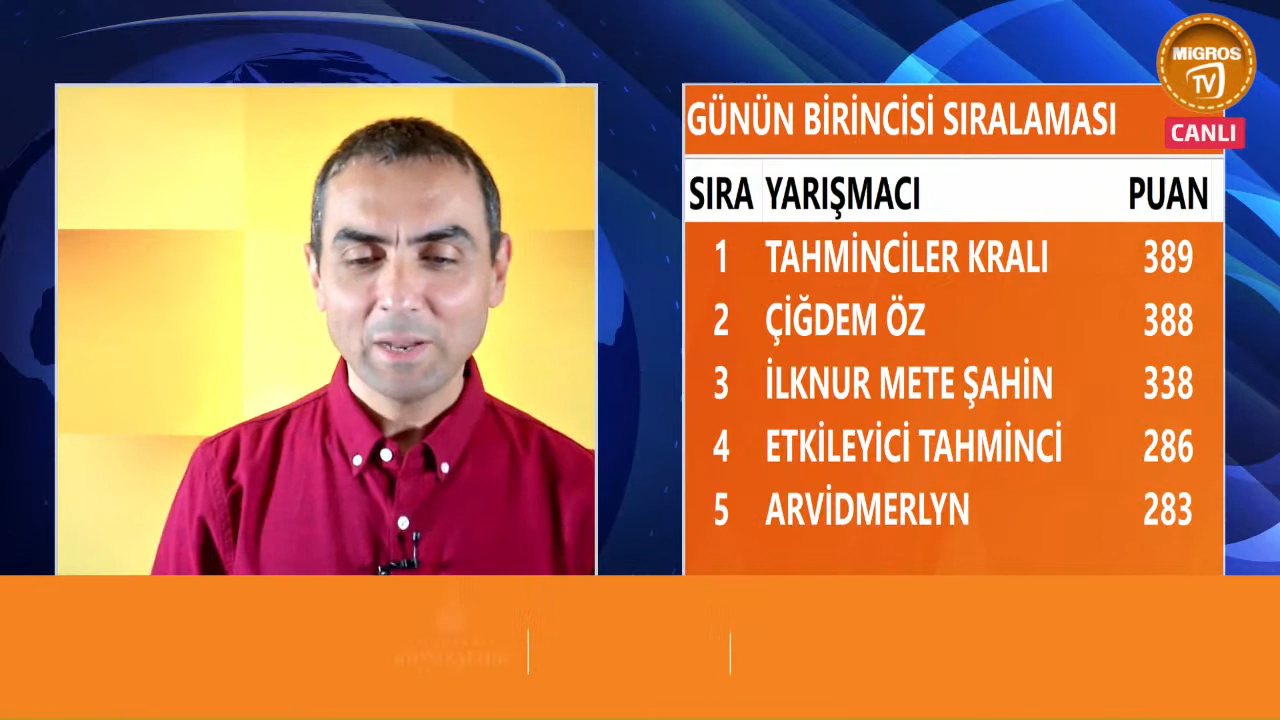 MiGROS
TV
CANLI
GÜNÜN BİRİNCİSİ SIRALAMASI
SIRA YARIŞMACI PUAN
1 TAHMİNCİLER KRALI 389
2 ÇİĞDEM ÖZ 388
3 İLKNUR METE ŞAHİN 338
4 ETKİLEYİCİ TAHMİNCİ 286
5 ARVİDMERLYN 283